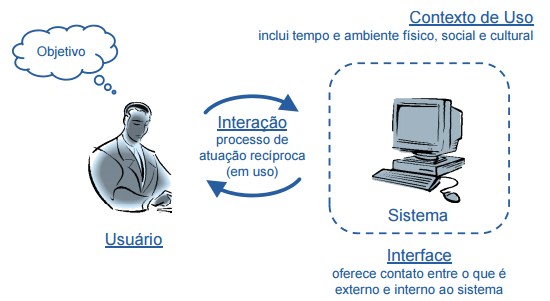 Contexto de Uso
inclui tempo e ambiente físico, social e cultural
Objetivo
Interação
processo de
atuação recíproca
(em uso)
Sistema
Usuário
Interface
oferece contato entre o que é
externo e interno ao sistema